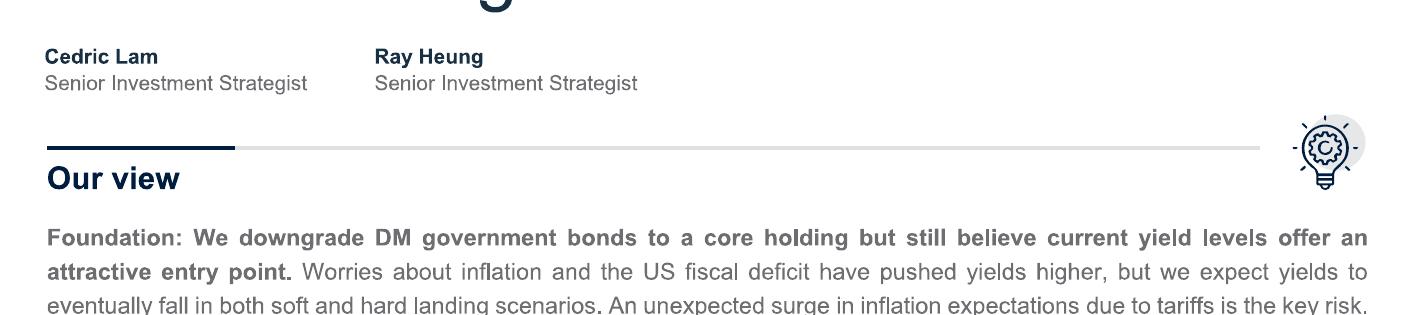 Cedric Lam Ray Heung
Senior Investment Strategist Senior Investment Strategist
Our view
Foundation: We downgrade DM government bonds to a core holding but still believe current yield levels offer an
attractive entry point. Worries about inflation and the US fiscal deficit have pushed yields higher, but we expect yields to
eventually fall in both soft and hard landing scenarios. An unexpected surge in inflation expectations due to tariffs is the key risk.